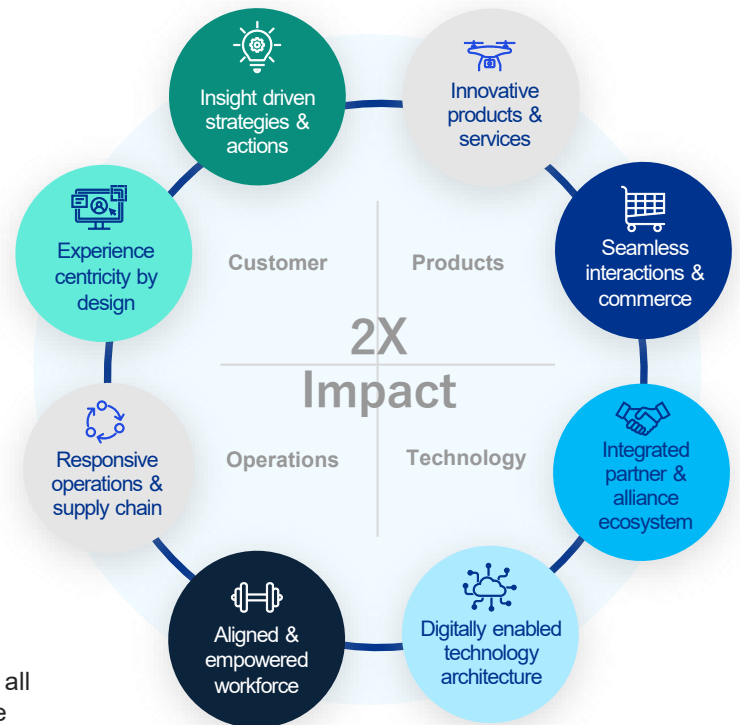 Insight driven
strategies &
actions
Innovative
products &
services
Experience
centricity by
design
Customer
Products
Seamless
interactions &
commerce
2X
Impact
Responsive
operations &
supply chain
Operations
Technology
Integrated
partner &
alliance
ecosystem
Aligned &
empowered
workforce
Digitally enabled
technology
architecture
all
e